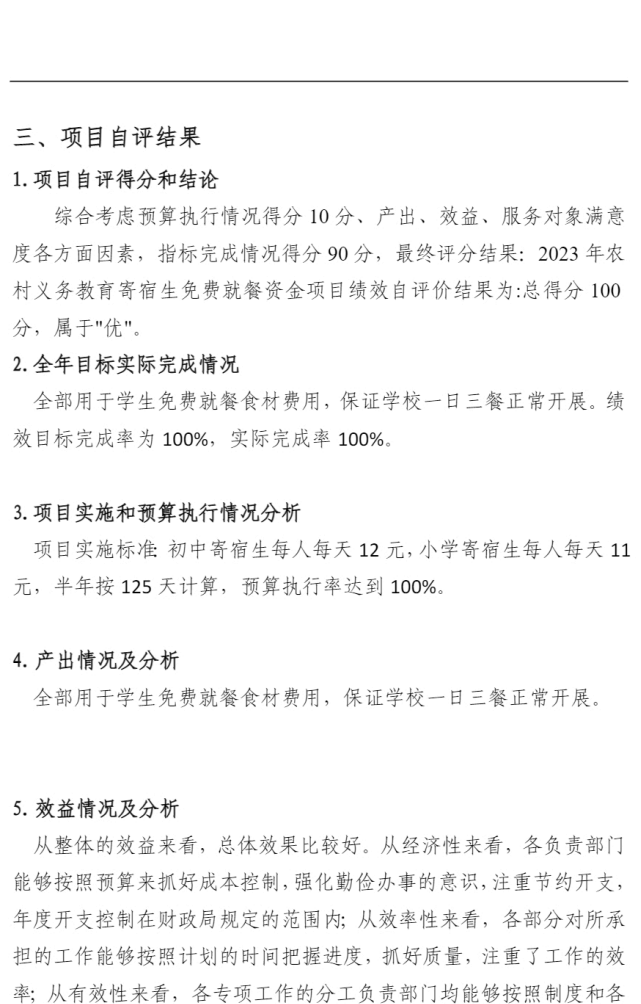 三、项目自评结果
1. 项目自评得分和结论
综合考虑预算执行情况得分 10 分、产出、效益、服务对象满意
度各方面因素，指标完成情况得分 90 分，最终评分结果：2023 年农
村义务教育寄宿生免费就餐资金项目绩效自评价结果为:总得分 100
分，属于"优"。
2. 全年目标实际完成情况
全部用于学生免费就餐食材费用，保证学校一日三餐正常开展。绩
效目标完成率为 100%，实际完成率 100%。
3. 项目实施和预算执行情况分析
项目实施标准：初中寄宿生每人每天 12 元，小学寄宿生每人每天 11
元，半年按 125 天计算，预算执行率达到 100%。
4. 产出情况及分析
全部用于学生免费就餐食材费用，保证学校一日三餐正常开展。
5. 效益情况及分析
从整体的效益来看，总体效果比较好。从经济性来看，各负责部门
能够按照预算来抓好成本控制，强化勤俭办事的意识，注重节约开支，
年度开支控制在财政局规定的范围内；从效率性来看，各部分对所承
担的工作能够按照计划的时间把握进度，抓好质量，注重了工作的效
率；从有效性来看，各专项工作的分工负责部门均能够按照制度和各